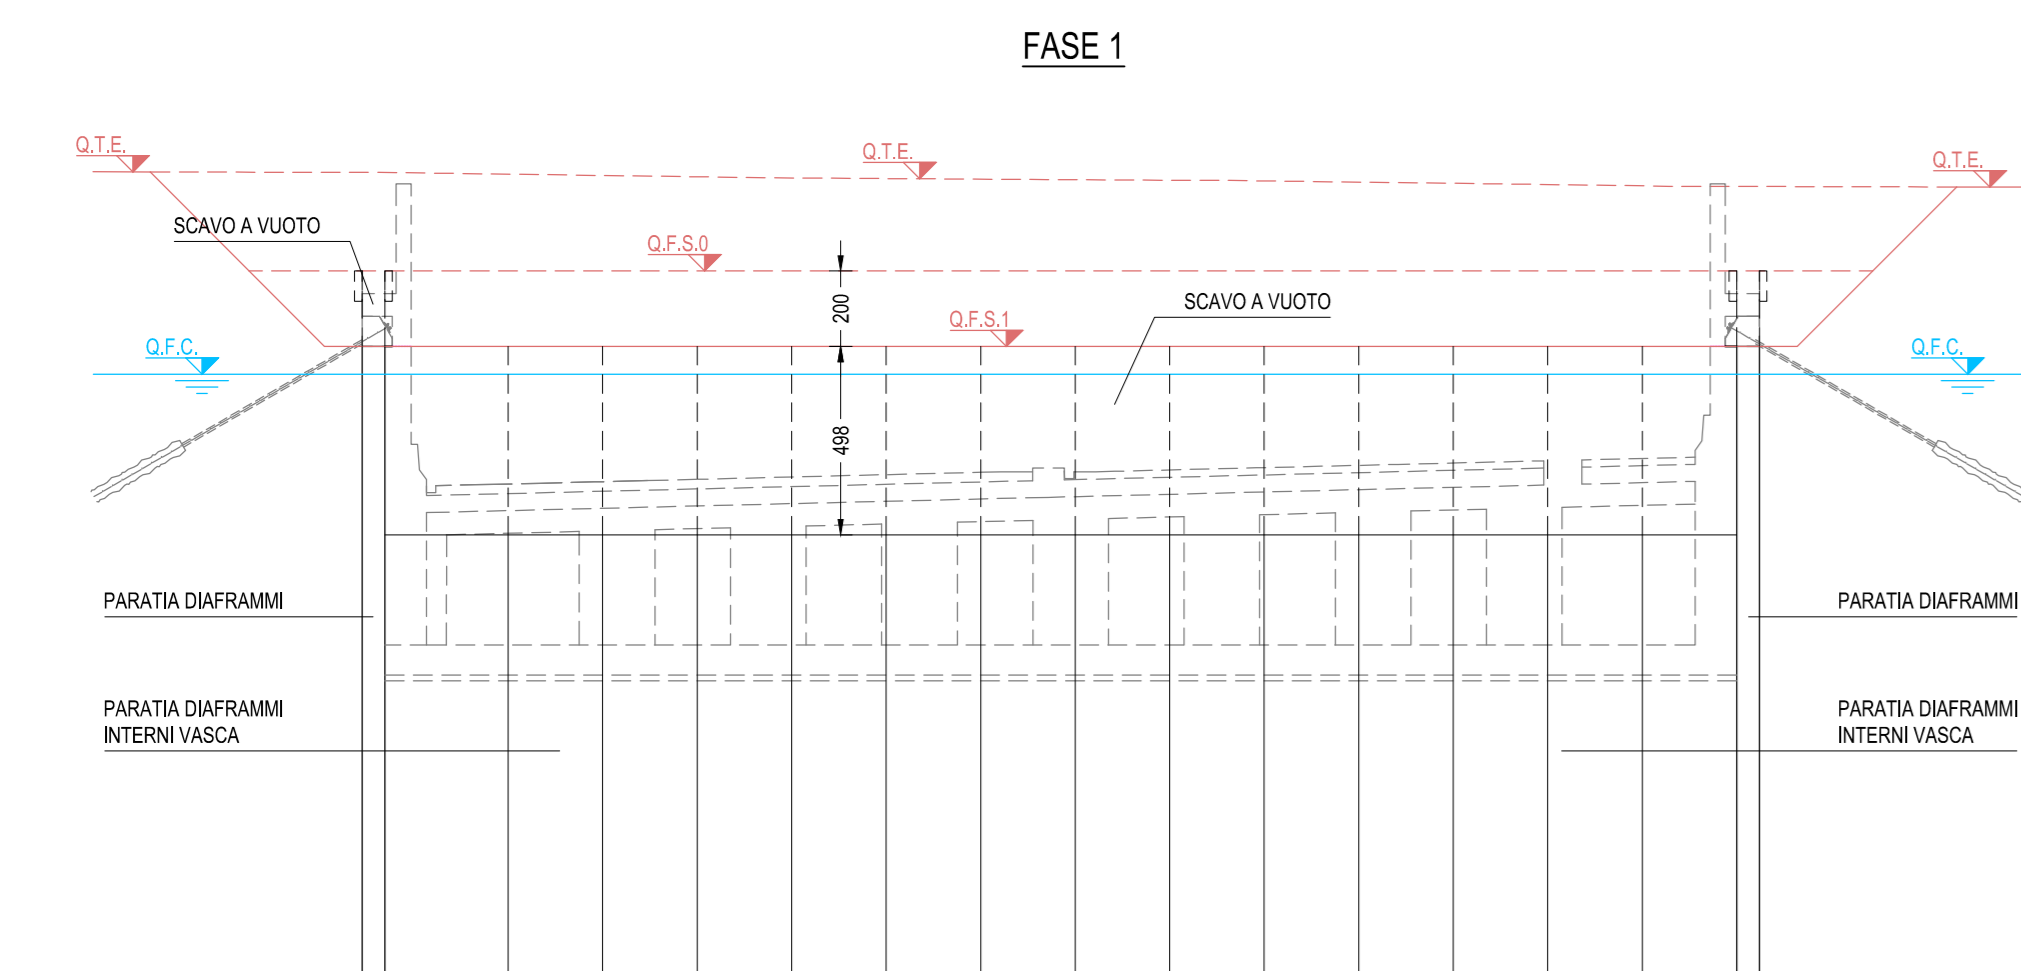 FASE 1
Q.T.E.
Q.T.E.
Q.T.E.
SCAVO A VUOTO
Q.F.S.0
200
SCAVO A VUOTO
Q.F.S.1
Q.F.C.
Q.F.C.
498
PARATIA DIAFRAMMI
PARATIA DIAFRAMMI
PARATIA DIAFRAMMI
INTERNI VASCA
PARATIA DIAFRAMMI
INTERNI VASCA